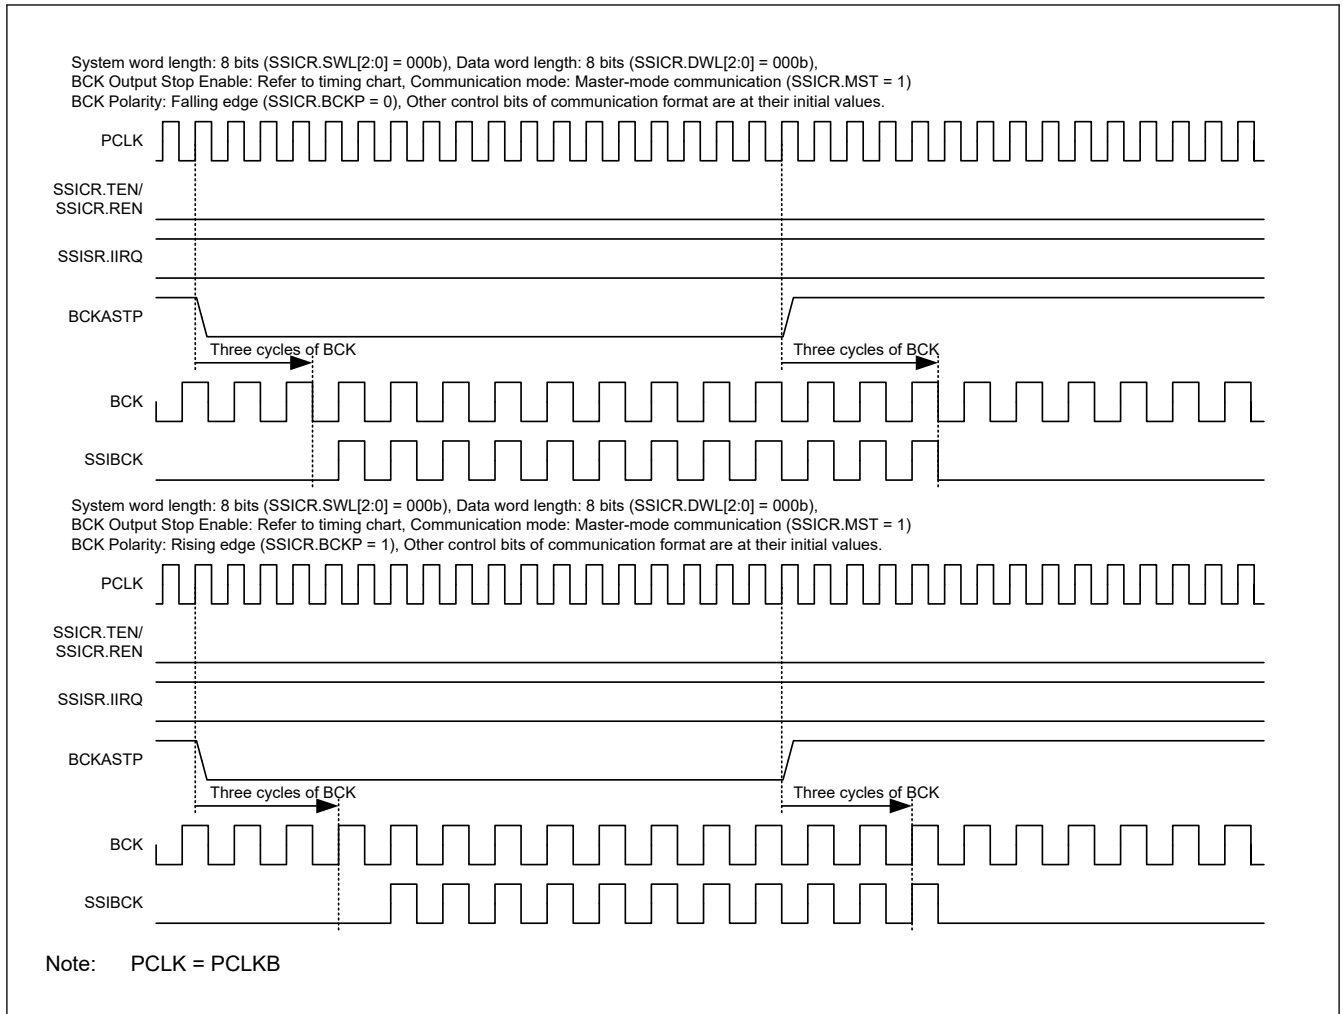 System word length: 8 bits (SSICR.SWL[2:0] = 000b), Data word length: 8 bits (SSICR.DWL[2:0] = 000b),
BCK Output Stop Enable: Refer to timing chart, Communication mode: Master-mode communication (SSICR.MST = 1)
BCK Polarity: Falling edge (SSICR.BCKP = 0), Other control bits of communication format are at their initial values.
PCLK
SSICR.TEN/
SSICR.REN
SSISR.IIRQ
BCKASTP
Three cycles of BCK
Three cycles of BCK
BCK
SSIBCK
System word length: 8 bits (SSICR.SWL[2:0] = 000b), Data word length: 8 bits (SSICR.DWL[2:0] = 000b),
BCK Output Stop Enable: Refer to timing chart, Communication mode: Master-mode communication (SSICR.MST = 1)
BCK Polarity: Rising edge (SSICR.BCKP = 1), Other control bits of communication format are at their initial values.
PCLK
SSICR.TEN/
SSICR.REN
SSISR.IIRQ
BCKASTP
Three cycles of BCK
Three cycles of BCK
BCK
SSIBCK
Note: PCLK = PCLKB